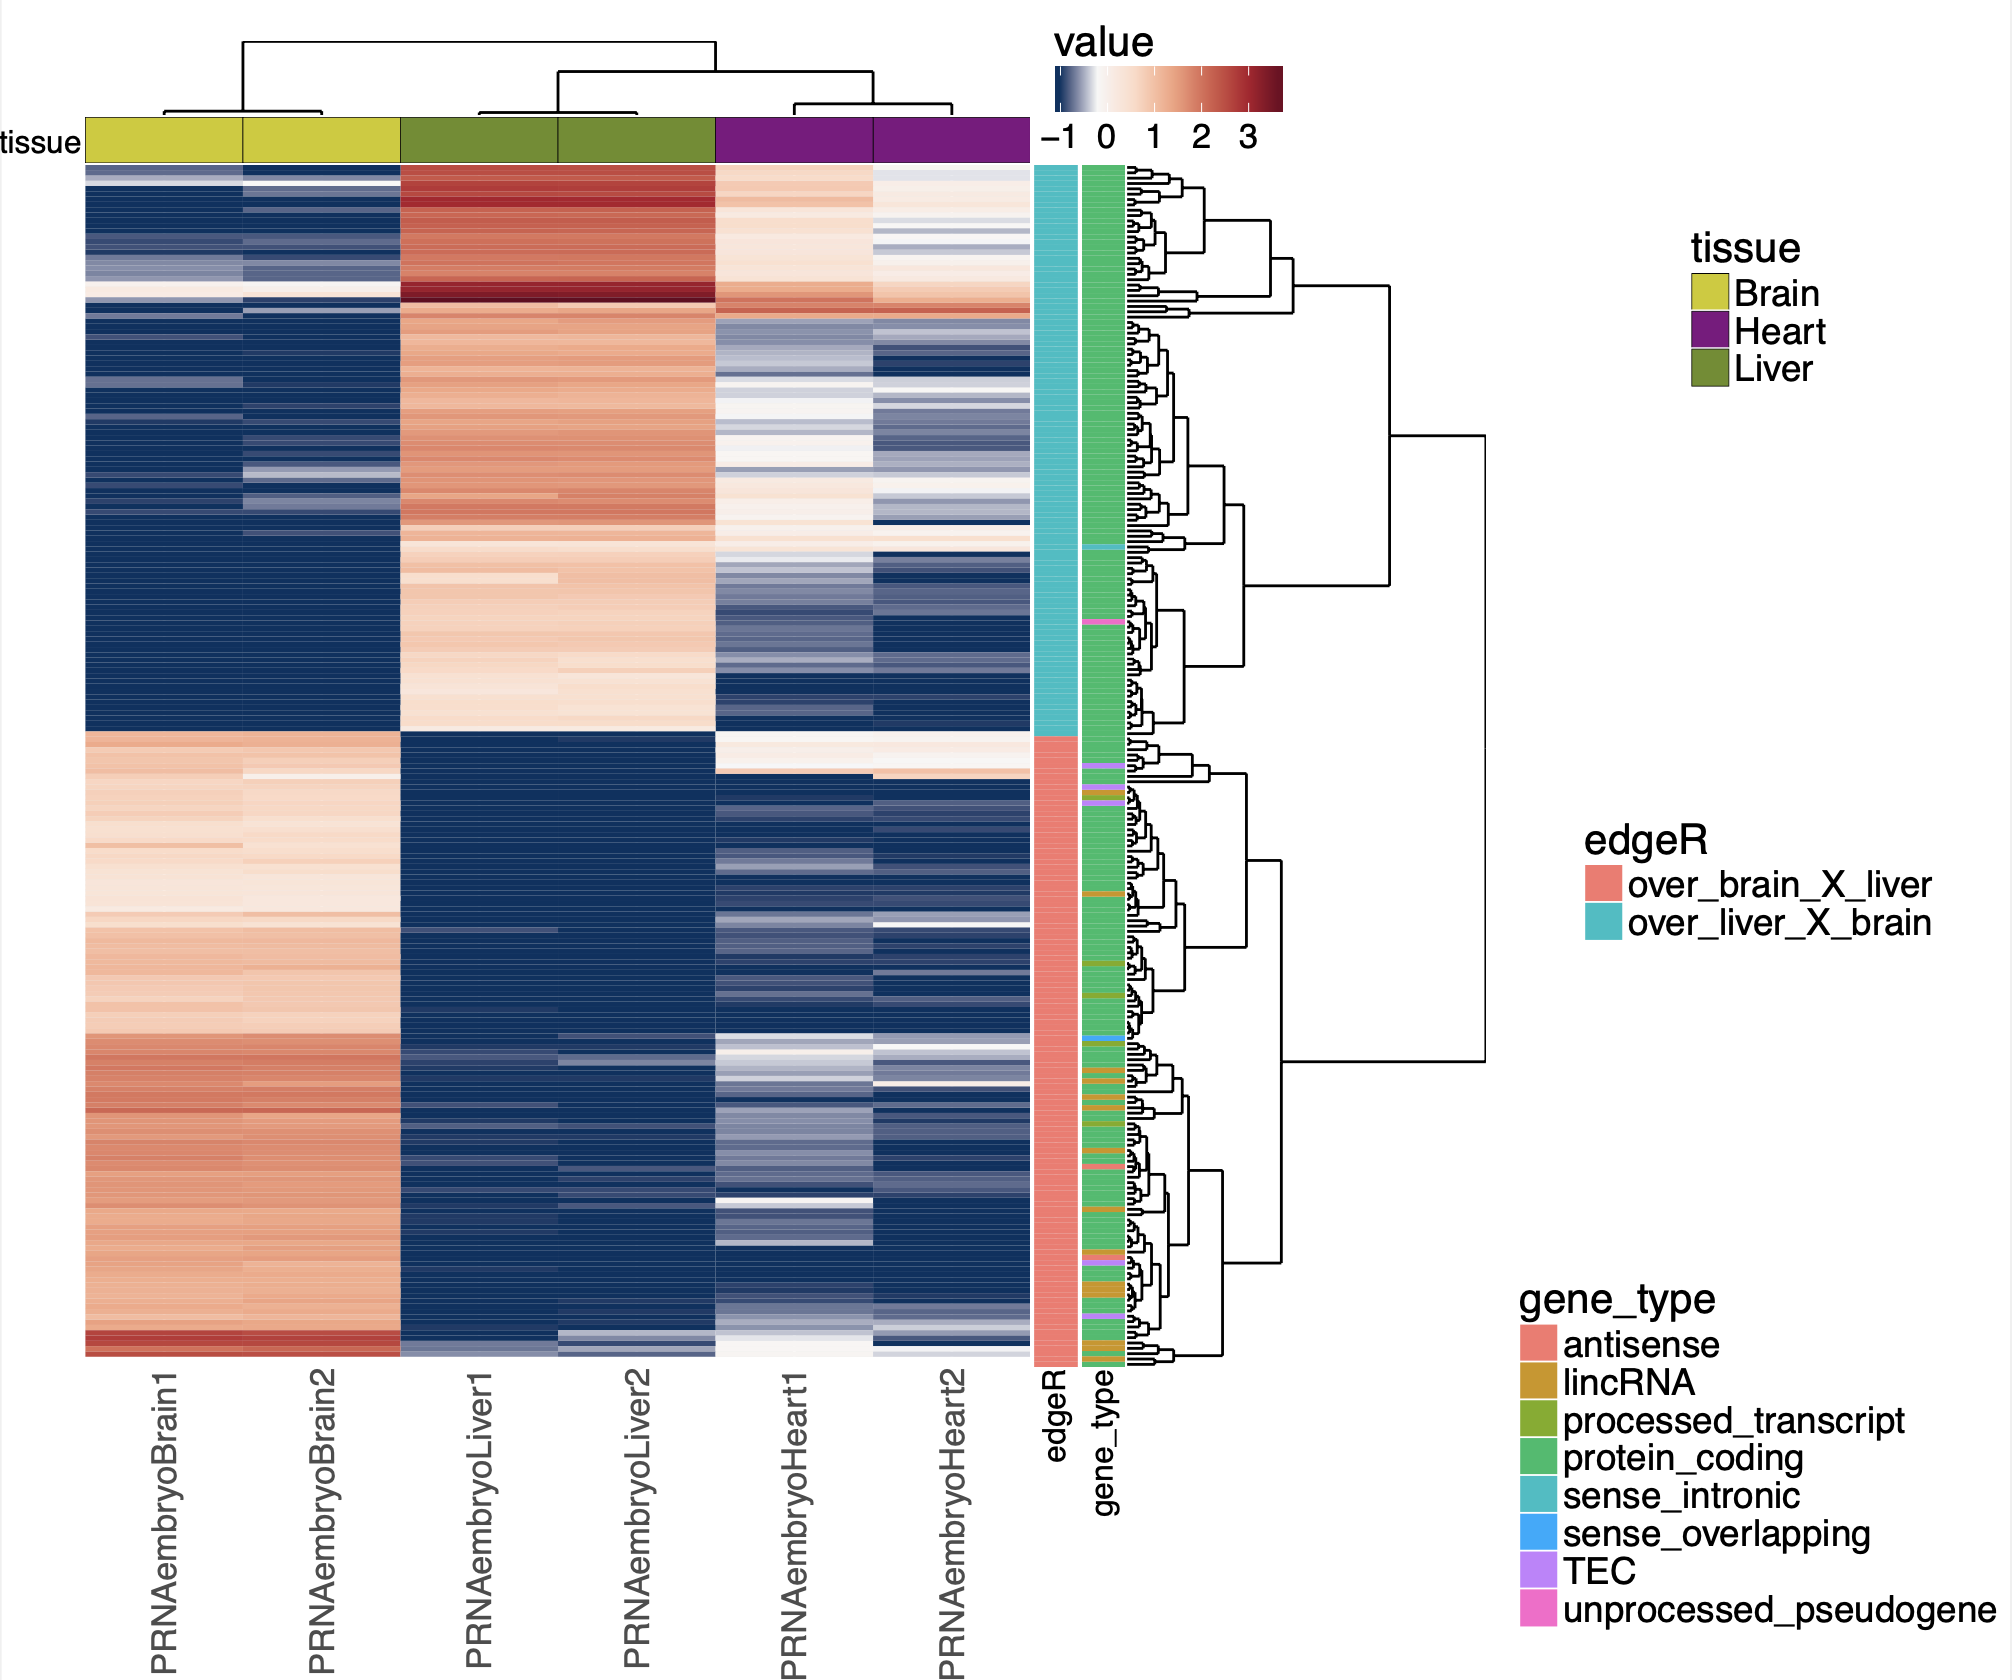 value
−1 0 1 2 3
tissue
tissue
Brain
Heart
Liver
edgeR
over_brain_X_liver
over_liver_X_brain
gene_type
antisense
lincRNA
processed_transcript
protein_coding
sense_intronic
sense_overlapping
TEC
unprocessed_pseudogene
PRNAembryoBrain1
PRNAembryoBrain2
PRNAembryoLiver1
PRNAembryoLiver2
PRNAembryoHeart1
PRNAembryoHeart2
edgeR
gene_type